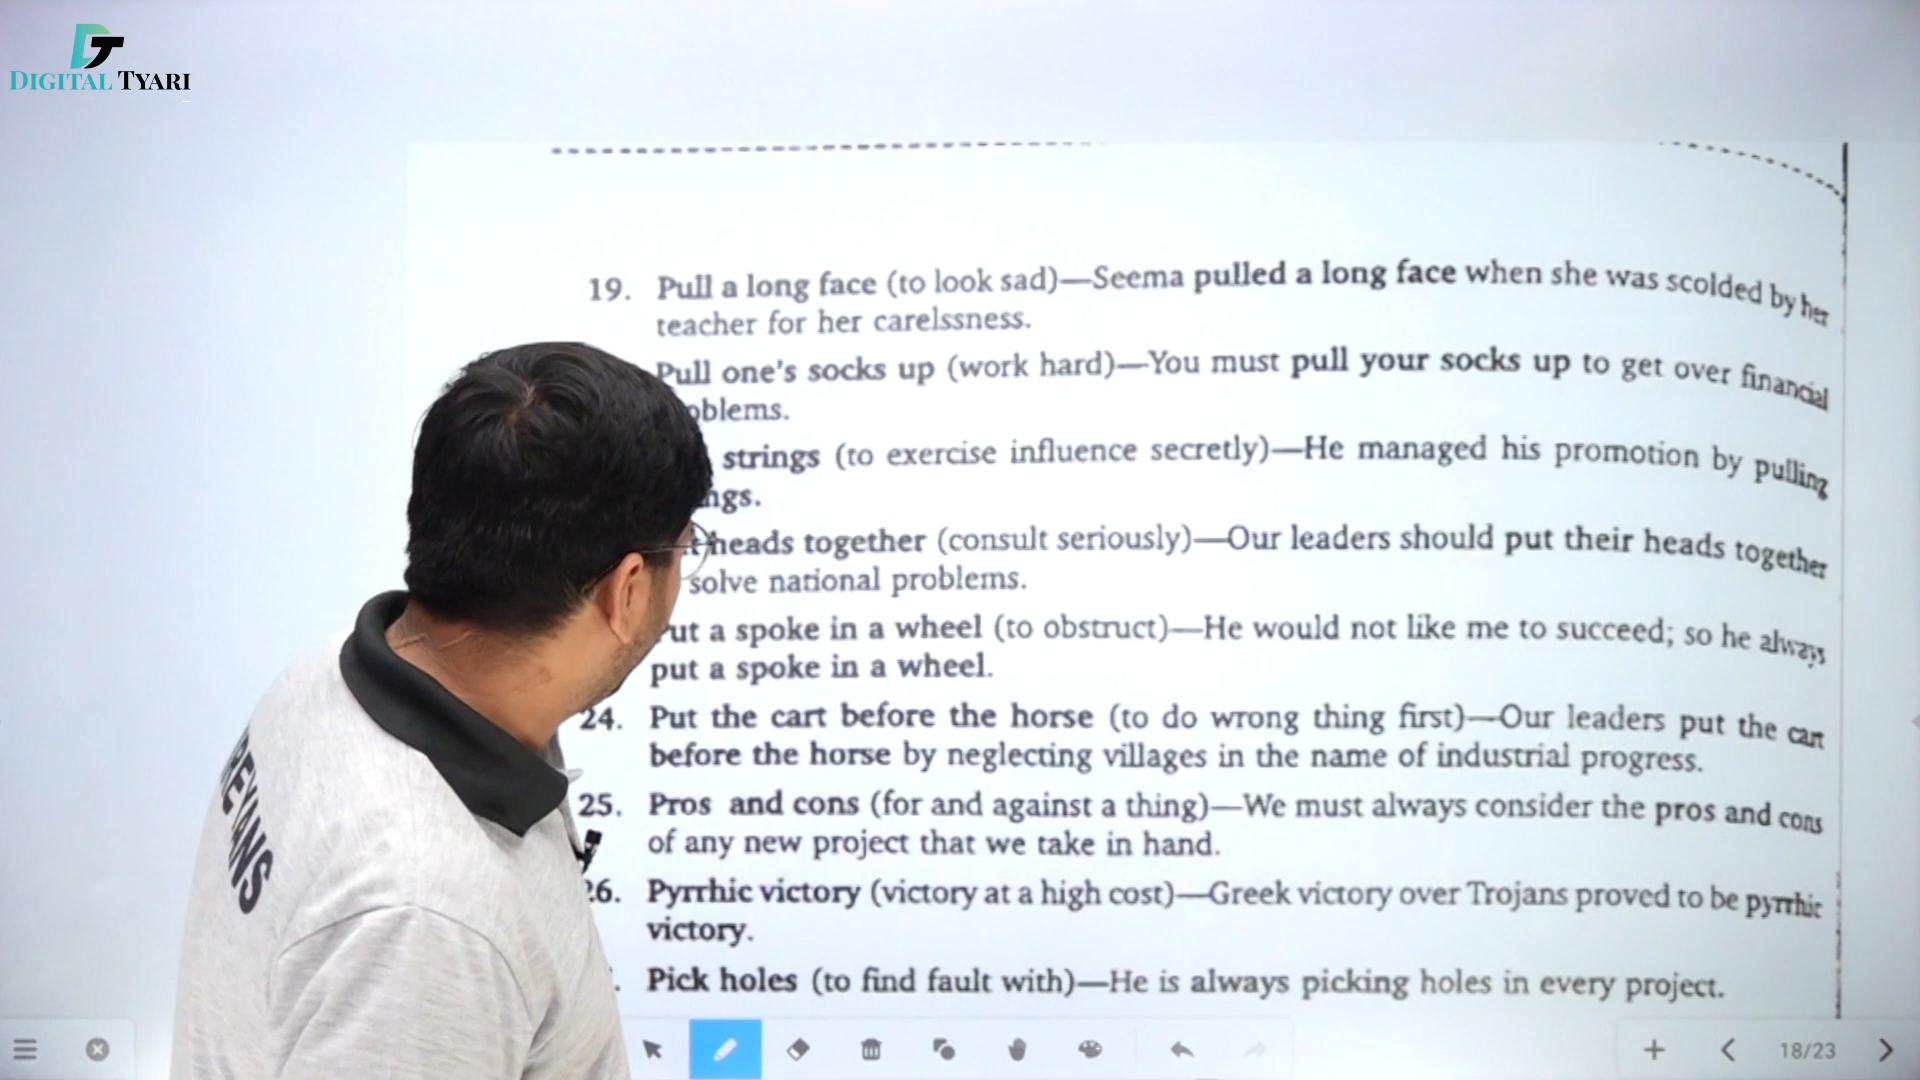 DIGITAL TYARI
19. Pull a long face (to look sad)—Seema pulled a long face when she was scolded by her
teacher for her carelssness.
Pull one's socks up (work hard)—You must pull your socks up to get over financial
oblems.
strings (to exercise influence secretly)—He managed his promotion by pulling
ngs.
heads together (consult seriously)—Our leaders should put their heads together
solve national problems.
Put a spoke in a wheel (to obstruct)—He would not like me to succeed; so he always
put a spoke in a wheel.
24. Put the cart before the horse (to do wrong thing first)—Our leaders put the cart
before the horse by neglecting villages in the name of industrial progress.
25. Pros and cons (for and against a thing)—We must always consider the pros and cons
of any new project that we take in hand.
26. Pyrrhic victory (victory at a high cost)—Greek victory over Trojans proved to be pyrrhic
victory.
Pick holes (to find fault with)—He is always picking holes in every project.
18/23